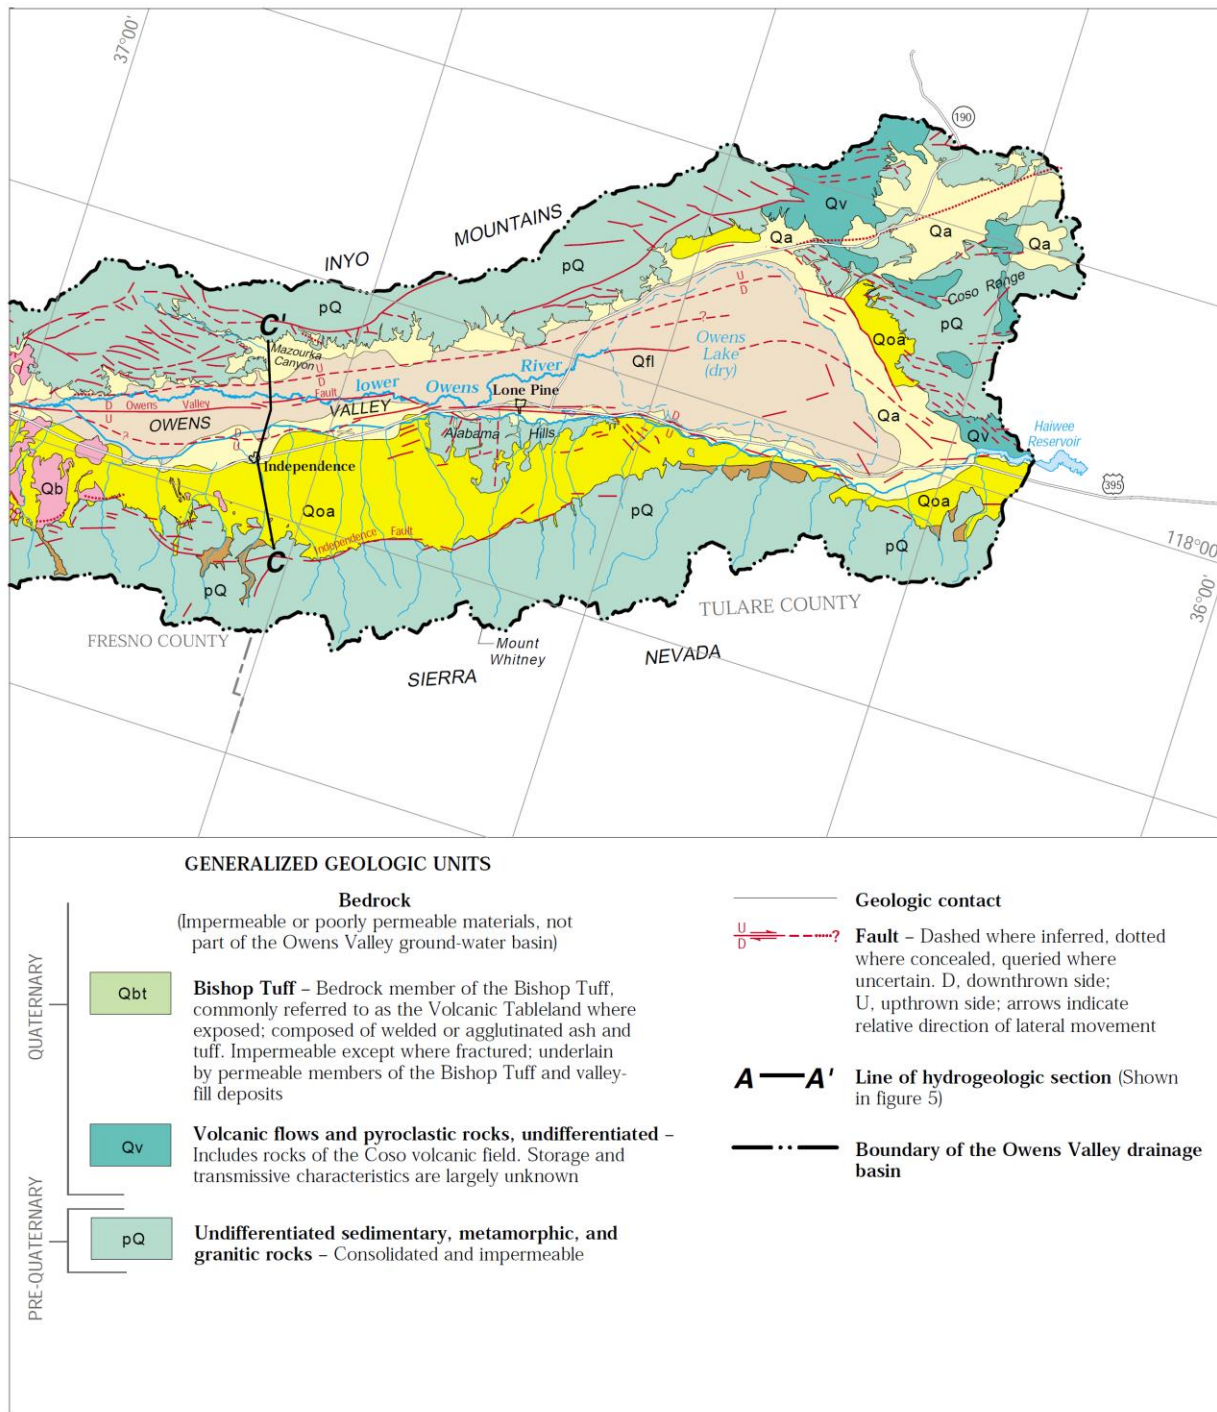 37°00'
190
Qv
Qa
Qa
Qa
MOUNTAINS
INYO
pQ
pQ
Coso Range
pQ
U
D
?
Owens
Lake
(dry)
Qoa
C'
Mazourka
Canyon
U
D
Fault
lower
Owens
River
Qfl
Lone Pine
D
Owens
Valley
U
OWENS
VALLEY
D
U
Qa
Qv
Haiwee
Reservoir
Alabama
Hills
D
U
Independence
Qb
Qoa
395
pQ
Qoa
Independence Fault
C
pQ
pQ
118°00'
36°00'
TULARE COUNTY
FRESNO COUNTY
Mount
Whitney
NEVADA
SIERRA
GENERALIZED GEOLOGIC UNITS
Bedrock
(Impermeable or poorly permeable materials, not
part of the Owens Valley ground-water basin)
QUATERNARY
Qbt
Bishop Tuff – Bedrock member of the Bishop Tuff,
commonly referred to as the Volcanic Tableland where
exposed; composed of welded or agglutinated ash and
tuff. Impermeable except where fractured; underlain
by permeable members of the Bishop Tuff and valley-
fill deposits
Qv
Volcanic flows and pyroclastic rocks, undifferentiated –
Includes rocks of the Coso volcanic field. Storage and
transmissive characteristics are largely unknown
PRE-QUATERNARY
pQ
Undifferentiated sedimentary, metamorphic, and
granitic rocks – Consolidated and impermeable
Geologic contact
U
D
?
Fault – Dashed where inferred, dotted
where concealed, queried where
uncertain. D, downthrown side;
U, upthrown side; arrows indicate
relative direction of lateral movement
A A' Line of hydrogeologic section (Shown
in figure 5)
Boundary of the Owens Valley drainage
basin